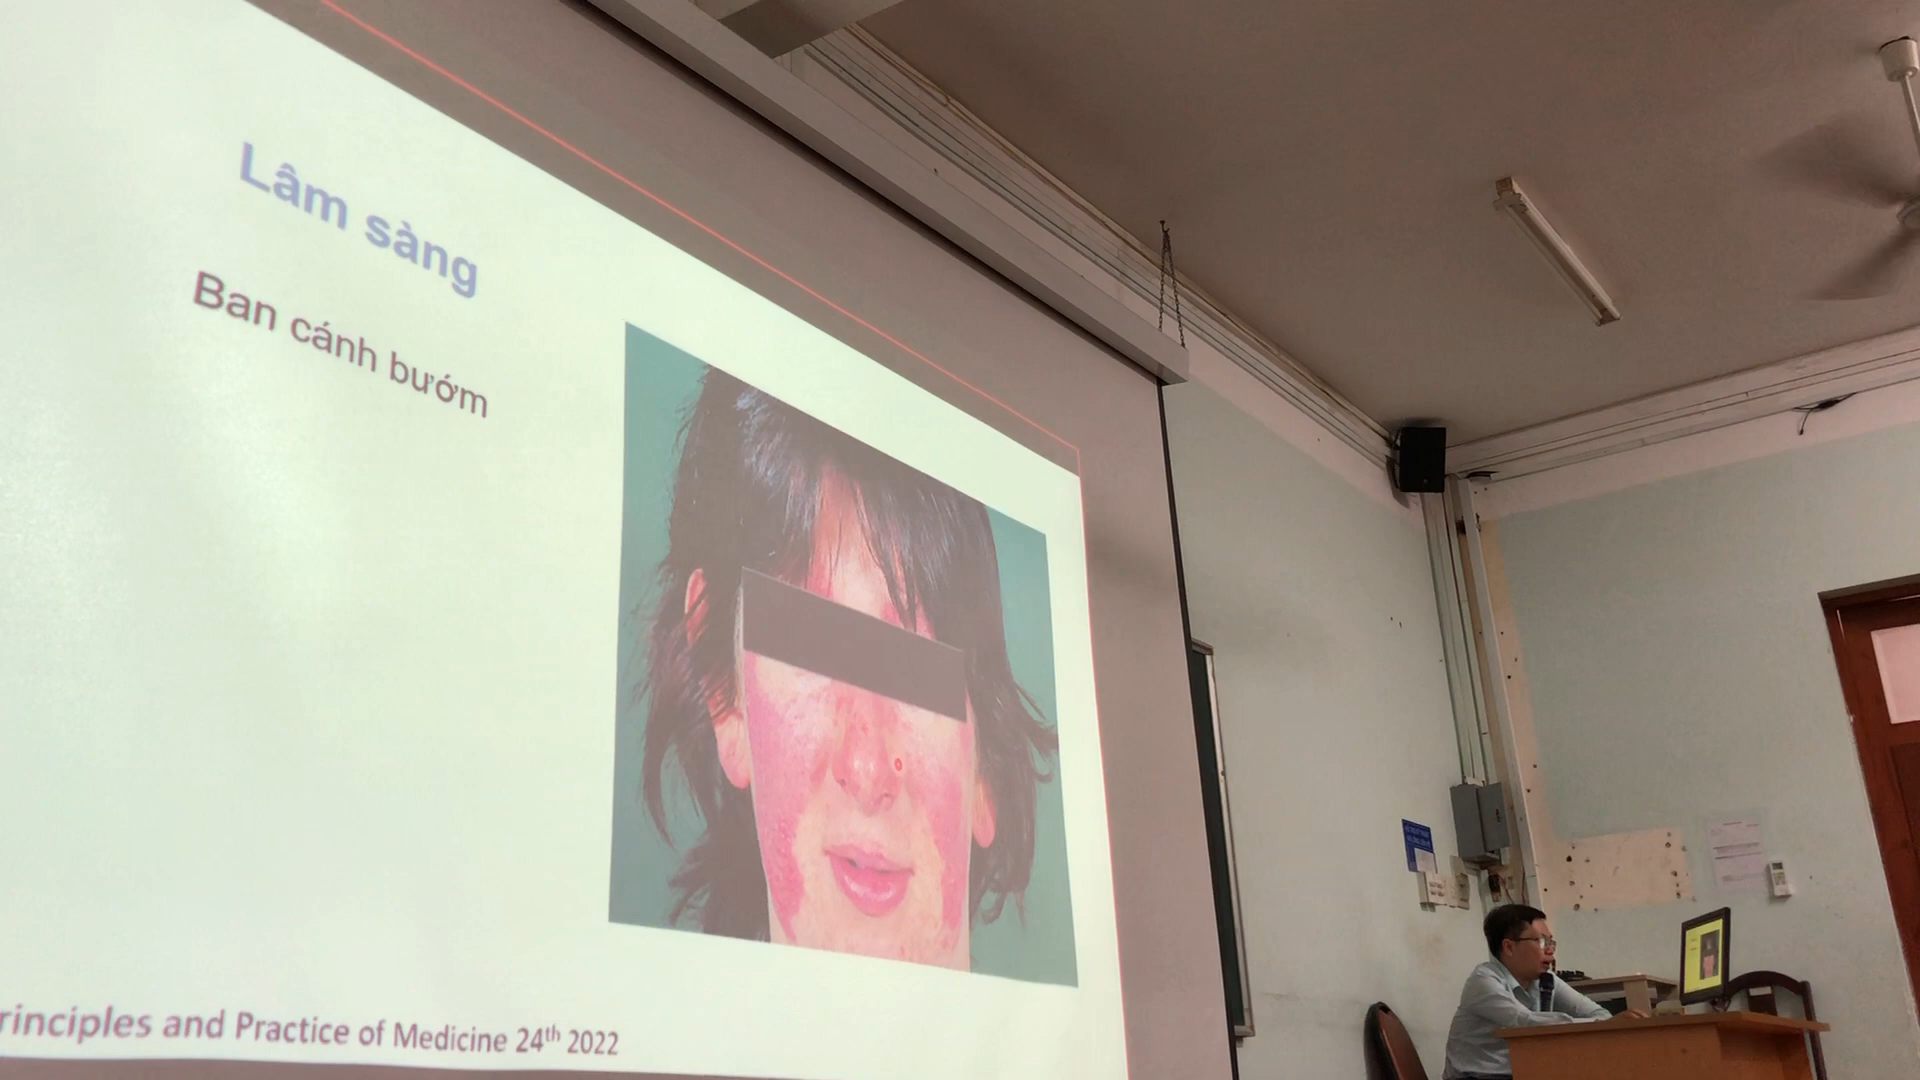 Lâm sàng
Ban cánh bướm
rinciples and Practice of Medicine 24th 2022